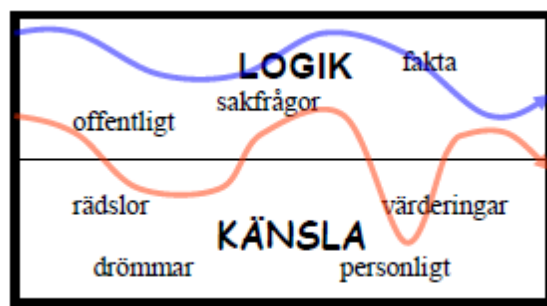 LOGIK
fakta
sakfrågor
offentligt
rädslor
värderingar
KÄNSLA
drömmar
personligt